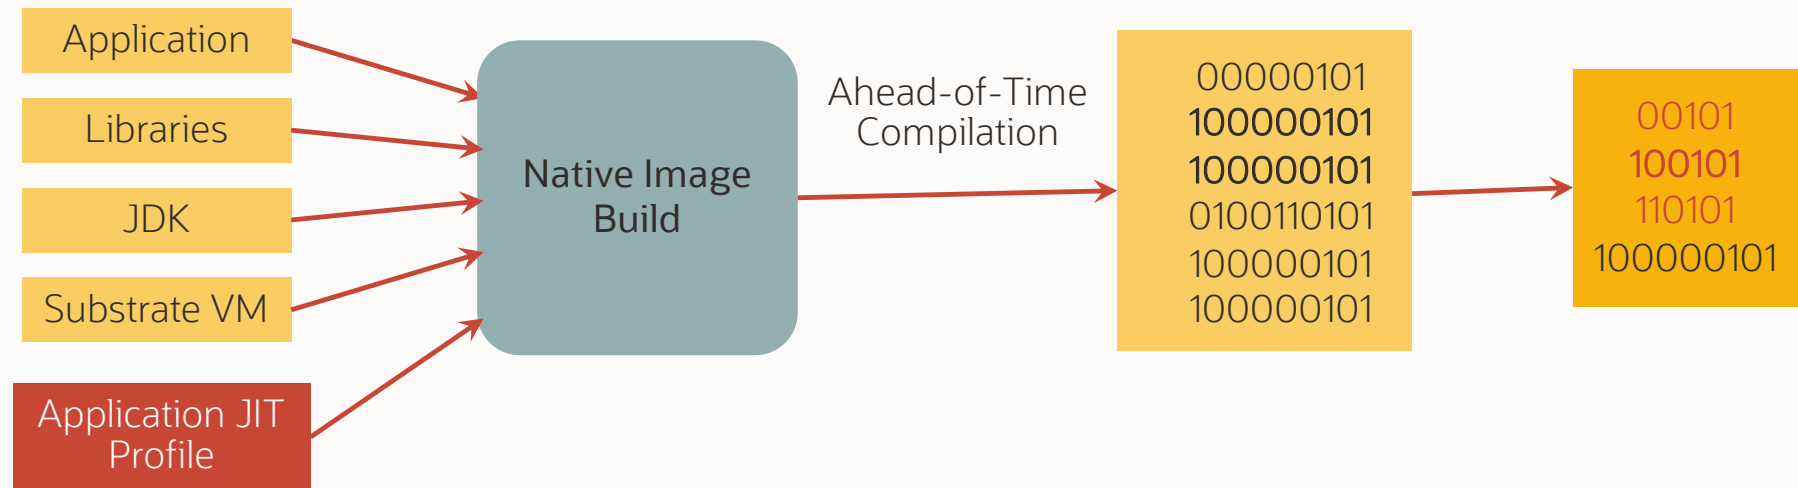 Application
Libraries
JDK
Substrate VM
Application JIT
Profile
Native Image
Build
Ahead-of-Time
Compilation
00000101
100000101
100000101
0100110101
100000101
100000101
00101
100101
110101
100000101